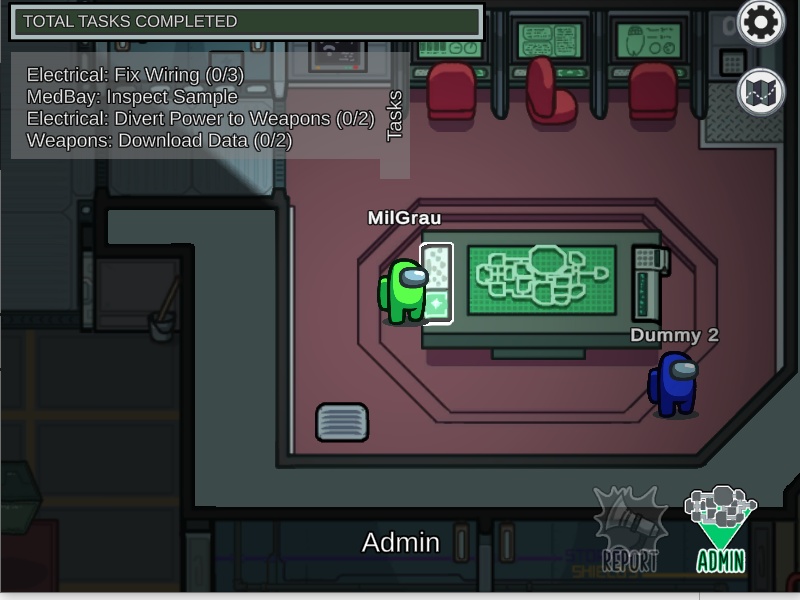 TOTAL TASKS COMPLETED
Electrical: Fix Wiring (0/3)
MedBay: Inspect Sample
Electrical: Divert Power to Weapons (0/2)
Weapons: Download Data (0/2)
Tasks
MilGrau
Dummy 2
Admin
REPORT
ADMIN